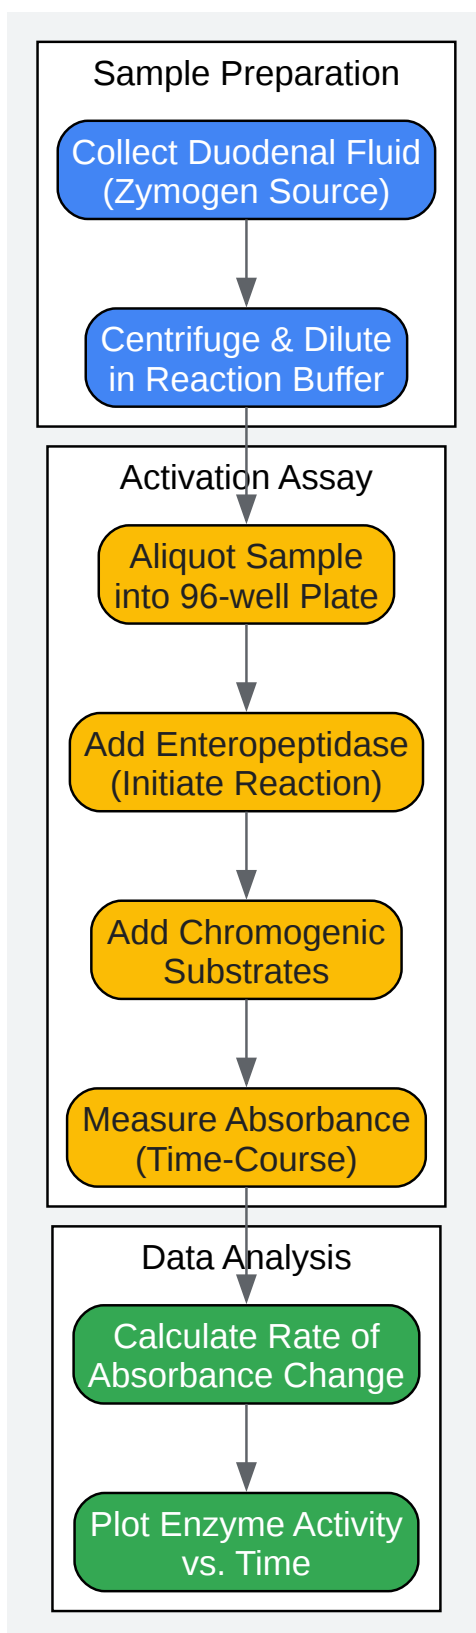 Sample Preparation
Collect Duodenal Fluid
(Zymogen Source)
Centrifuge & Dilute
in Reaction Buffer
Activation Assay
Aliquot Sample
into 96-well Plate
Add Enteropeptidase
(Initiate Reaction)
Add Chromogenic
Substrates
Measure Absorbance
(Time-Course)
Data Analysis
Calculate Rate of
Absorbance Change
Plot Enzyme Activity
vs. Time